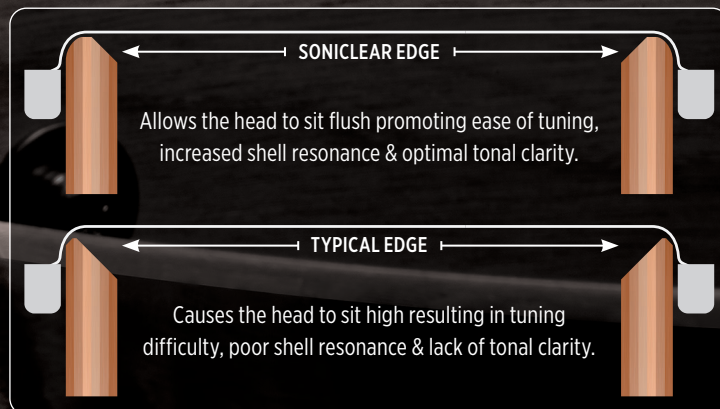 SONICLEAR EDGE
Allows the head to sit flush promoting ease of tuning,
increased shell resonance & optimal tonal clarity.
TYPICAL EDGE
Causes the head to sit high resulting in tuning
difficulty, poor shell resonance & lack of tonal clarity.